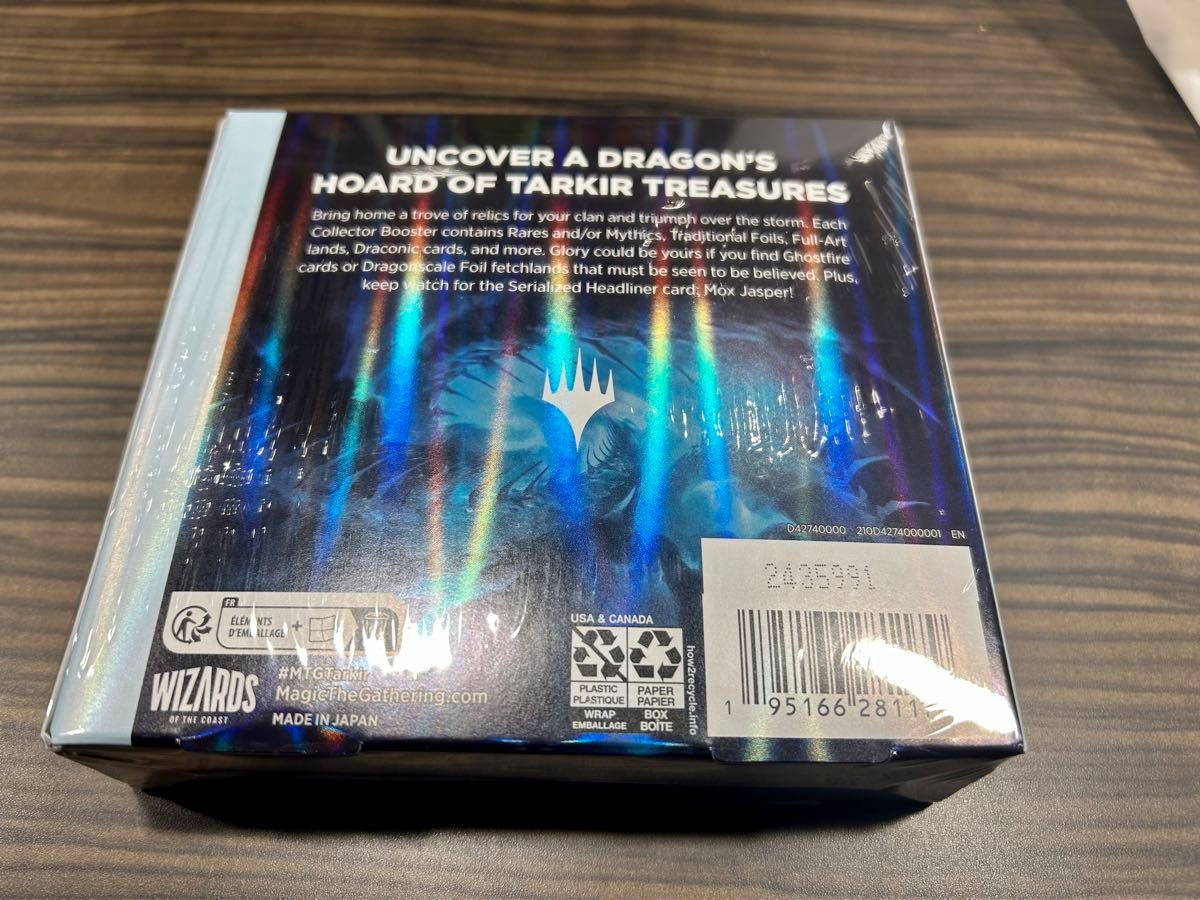 UNCOVER A DRAGON'S
HOARD OF TARKIR TREASURES
Bring home a trove of relics for your clan and triumph over the storm. Each
Collector Booster contains Rares and/or Mythics, Traditional Foils, Full-Art
lands, Draconic cards, and more. Glory could be yours if you find Ghostfire
cards or Dragonscale Foil fetchlands that must be seen to be believed. Plus,
keep watch for the Serialized Headliner card: Mox Jasper!
D42740000 210D4274000001 EN
2435991
FR
ÉLÉMENTS
D'EMBALLAGE +
#MTGTarkir
MagicTheGathering.com
WIZARDS
OF THE COAST
MADE IN JAPAN
USA & CANADA
PLASTIC
PLASTIQUE
WRAP
EMBALLAGE
PAPER
PAPIER
BOX
BOÎTE
how2recycle.info
1 95166 2811